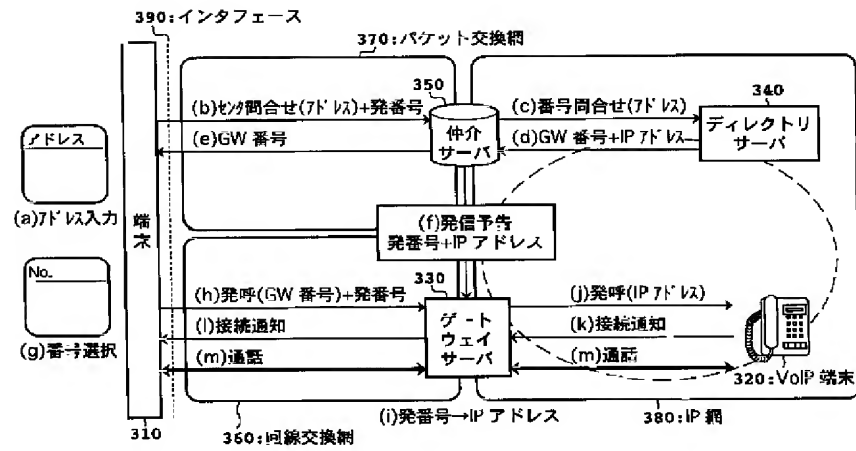 390:インタフェース
370:パケット交換網
350
340
(b)ｾﾝﾀ問合せ(ｱﾄﾞﾚｽ)+発番号
(c)番号問合せ(ｱﾄﾞﾚｽ)
(e)GW 番号
仲介
サーバ
(d)GW 番号+IP アドレス
ディレクトリ
サーバ
アドレス
(a)ｱﾄﾞﾚｽ入力
端末
(f)発信予告
発番号+IP アドレス
No.
330
(h)発呼(GW 番号)+発番号
(j)発呼(IP ｱﾄﾞﾚｽ)
(l)接続通知
ゲート
ウェイ
サーバ
(k)接続通知
(g)番号選択
(m)通話
(m)通話
320:VoIP 端末
310
360:回線交換網
(i)発番号→IP アドレス
380:IP 網